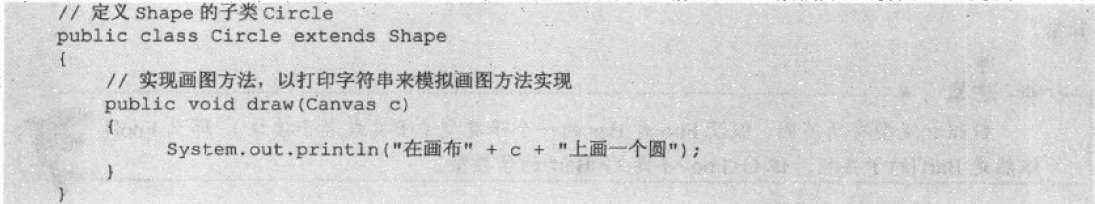 // 定义 Shape 的子类 Circle
public class Circle extends Shape
{
    // 实现画图方法，以打印字符串来模拟画图方法实现
    public void draw(Canvas c)
    {
        System.out.println("在画布" + c + "上画一个圆");
    }
}